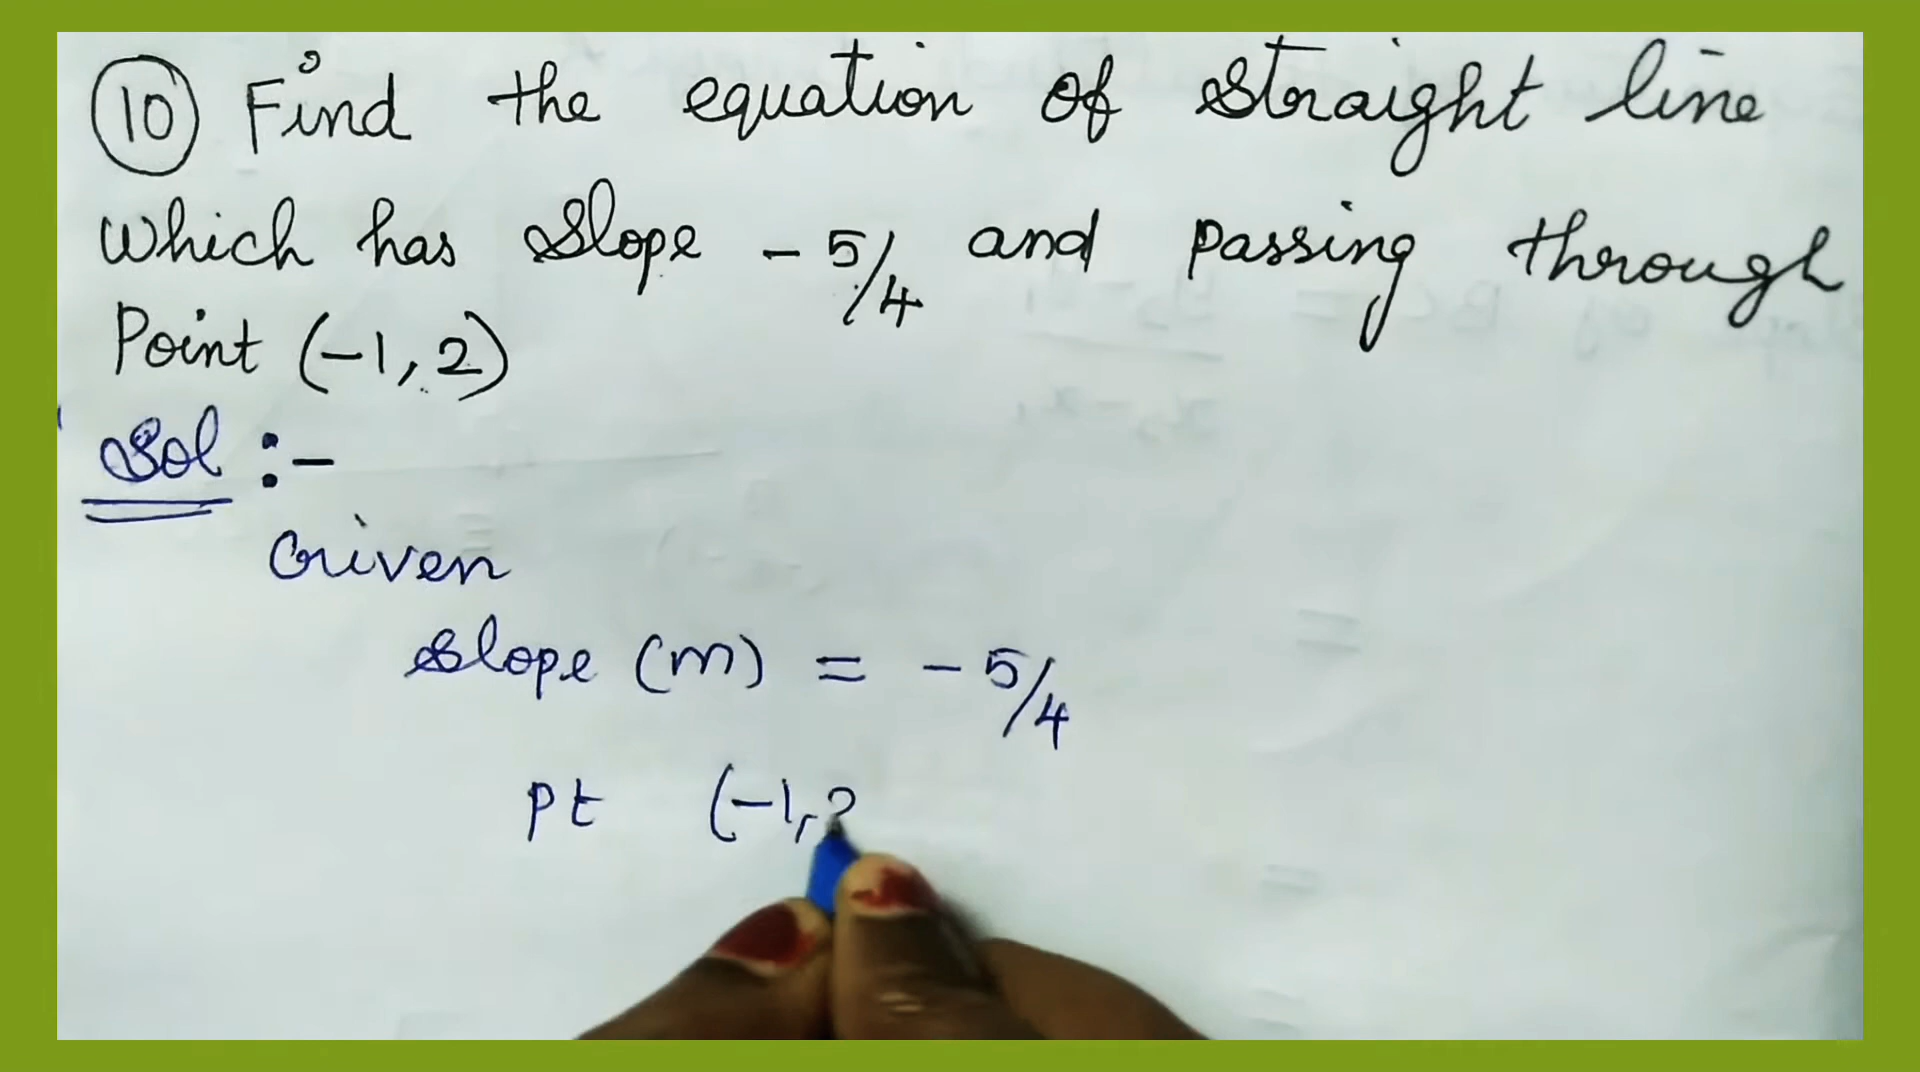 10 Find the equation of straight line
which has slope - 5/4 and passing through
Point (-1, 2)
Sol :-
Given
slope (m) = - 5/4
pt (-1, 2